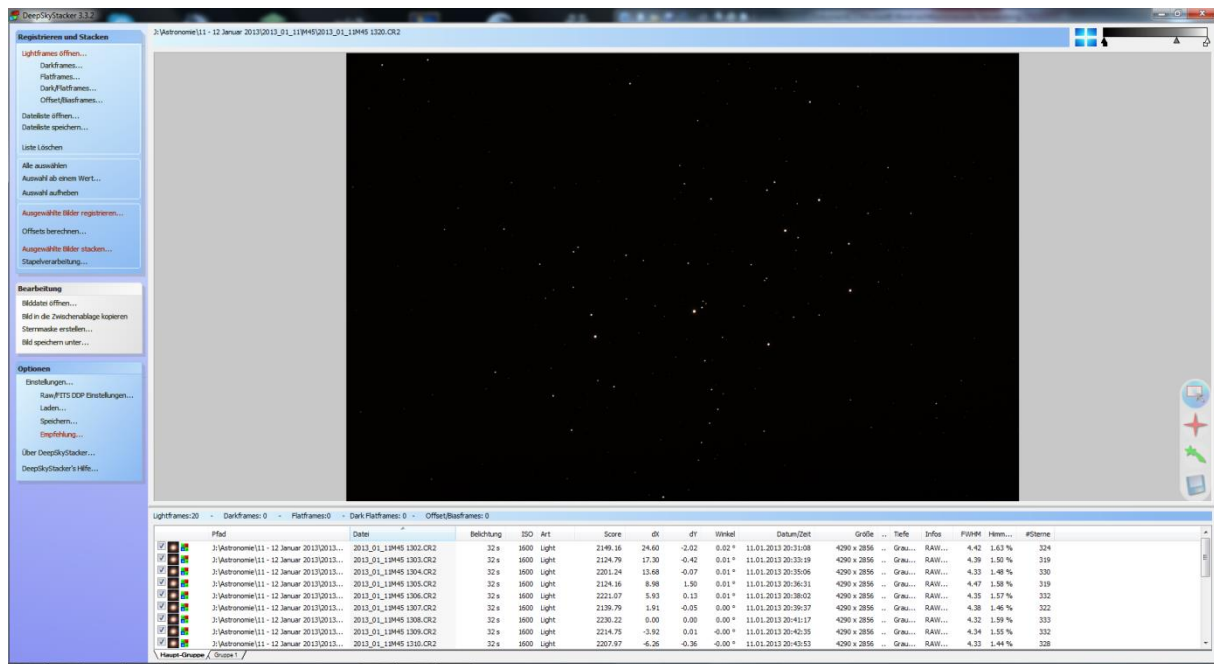 DeepSkyStacker 3.3.2
Registrieren und Stacken
Lightframes öffnen...
Darkframes...
Flatframes...
Dark/Flatframes...
Offset/Biasframes...
Dateiliste öffnen...
Dateiliste speichern...
Liste Löschen
Alle auswählen
Auswahl ab einem Wert...
Auswahl aufheben
Ausgewählte Bilder registrieren...
Offsets berechnen...
Ausgewählte Bilder stacken...
Stapelverarbeitung...
Bearbeitung
Bilddatei öffnen...
Bild in die Zwischenablage kopieren
Sternmaske erstellen...
Bild speichern unter...
Optionen
Einstellungen...
Raw/FITS DDP Einstellungen...
Laden...
Speichern...
Empfehlung...
Über DeepSkyStacker...
DeepSkyStacker's Hilfe...
J:\Astronomie\11 - 12 Januar 2013\2013_01_11\M45\2013_01_11M45 1320.CR2
Lightframes:20 - Darkframes: 0 - Flatframes:0 - Dark Flatframes: 0 - Offset/Biasframes: 0
Pfad Datei Belichtung ISO Art Score dX dY Winkel Datum/Zeit Größe .. Tiefe Infos FWHM Himm... #Sterne
J:\Astronomie\11 - 12 Januar 2013\2013... 2013_01_11M45 1302.CR2 32 s 1600 Light 2149.16 24.60 -2.02 0.02 ° 11.01.2013 20:31:08 4290 x 2856 .. Grau... RAW... 4.42 1.63 % 324
J:\Astronomie\11 - 12 Januar 2013\2013... 2013_01_11M45 1303.CR2 32 s 1600 Light 2124.79 17.30 -0.42 0.01 ° 11.01.2013 20:33:19 4290 x 2856 .. Grau... RAW... 4.39 1.50 % 319
J:\Astronomie\11 - 12 Januar 2013\2013... 2013_01_11M45 1304.CR2 32 s 1600 Light 2201.24 13.68 -0.07 0.01 ° 11.01.2013 20:35:06 4290 x 2856 .. Grau... RAW... 4.33 1.48 % 330
J:\Astronomie\11 - 12 Januar 2013\2013... 2013_01_11M45 1305.CR2 32 s 1600 Light 2124.16 8.98 1.50 0.01 ° 11.01.2013 20:36:31 4290 x 2856 .. Grau... RAW... 4.47 1.58 % 319
J:\Astronomie\11 - 12 Januar 2013\2013... 2013_01_11M45 1306.CR2 32 s 1600 Light 2221.07 5.93 0.13 0.01 ° 11.01.2013 20:38:02 4290 x 2856 .. Grau... RAW... 4.35 1.57 % 332
J:\Astronomie\11 - 12 Januar 2013\2013... 2013_01_11M45 1307.CR2 32 s 1600 Light 2139.79 1.91 -0.05 0.00 ° 11.01.2013 20:39:37 4290 x 2856 .. Grau... RAW... 4.38 1.46 % 322
J:\Astronomie\11 - 12 Januar 2013\2013... 2013_01_11M45 1308.CR2 32 s 1600 Light 2230.22 0.00 0.00 0.00 ° 11.01.2013 20:41:17 4290 x 2856 .. Grau... RAW... 4.32 1.59 % 333
J:\Astronomie\11 - 12 Januar 2013\2013... 2013_01_11M45 1309.CR2 32 s 1600 Light 2214.75 -3.92 0.01 -0.00 ° 11.01.2013 20:42:35 4290 x 2856 .. Grau... RAW... 4.34 1.55 % 332
J:\Astronomie\11 - 12 Januar 2013\2013... 2013_01_11M45 1310.CR2 32 s 1600 Light 2207.97 -6.26 -0.36 -0.00 ° 11.01.2013 20:43:53 4290 x 2856 .. Grau... RAW... 4.33 1.44 % 328
Haupt-Gruppe Gruppe 1